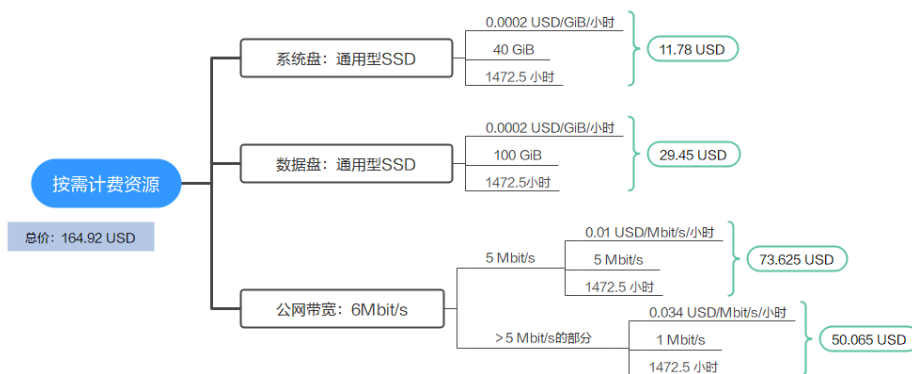 按需计费资源
总价：164.92 USD
系统盘：通用型SSD
0.0002 USD/GiB/小时
40 GiB
1472.5 小时
11.78 USD
数据盘：通用型SSD
0.0002 USD/GiB/小时
100 GiB
1472.5小时
29.45 USD
公网带宽：6Mbit/s
5 Mbit/s
0.01 USD/Mbit/s/小时
5 Mbit/s
1472.5 小时
73.625 USD
>5 Mbit/s的部分
0.034 USD/Mbit/s/小时
1 Mbit/s
1472.5 小时
50.065 USD